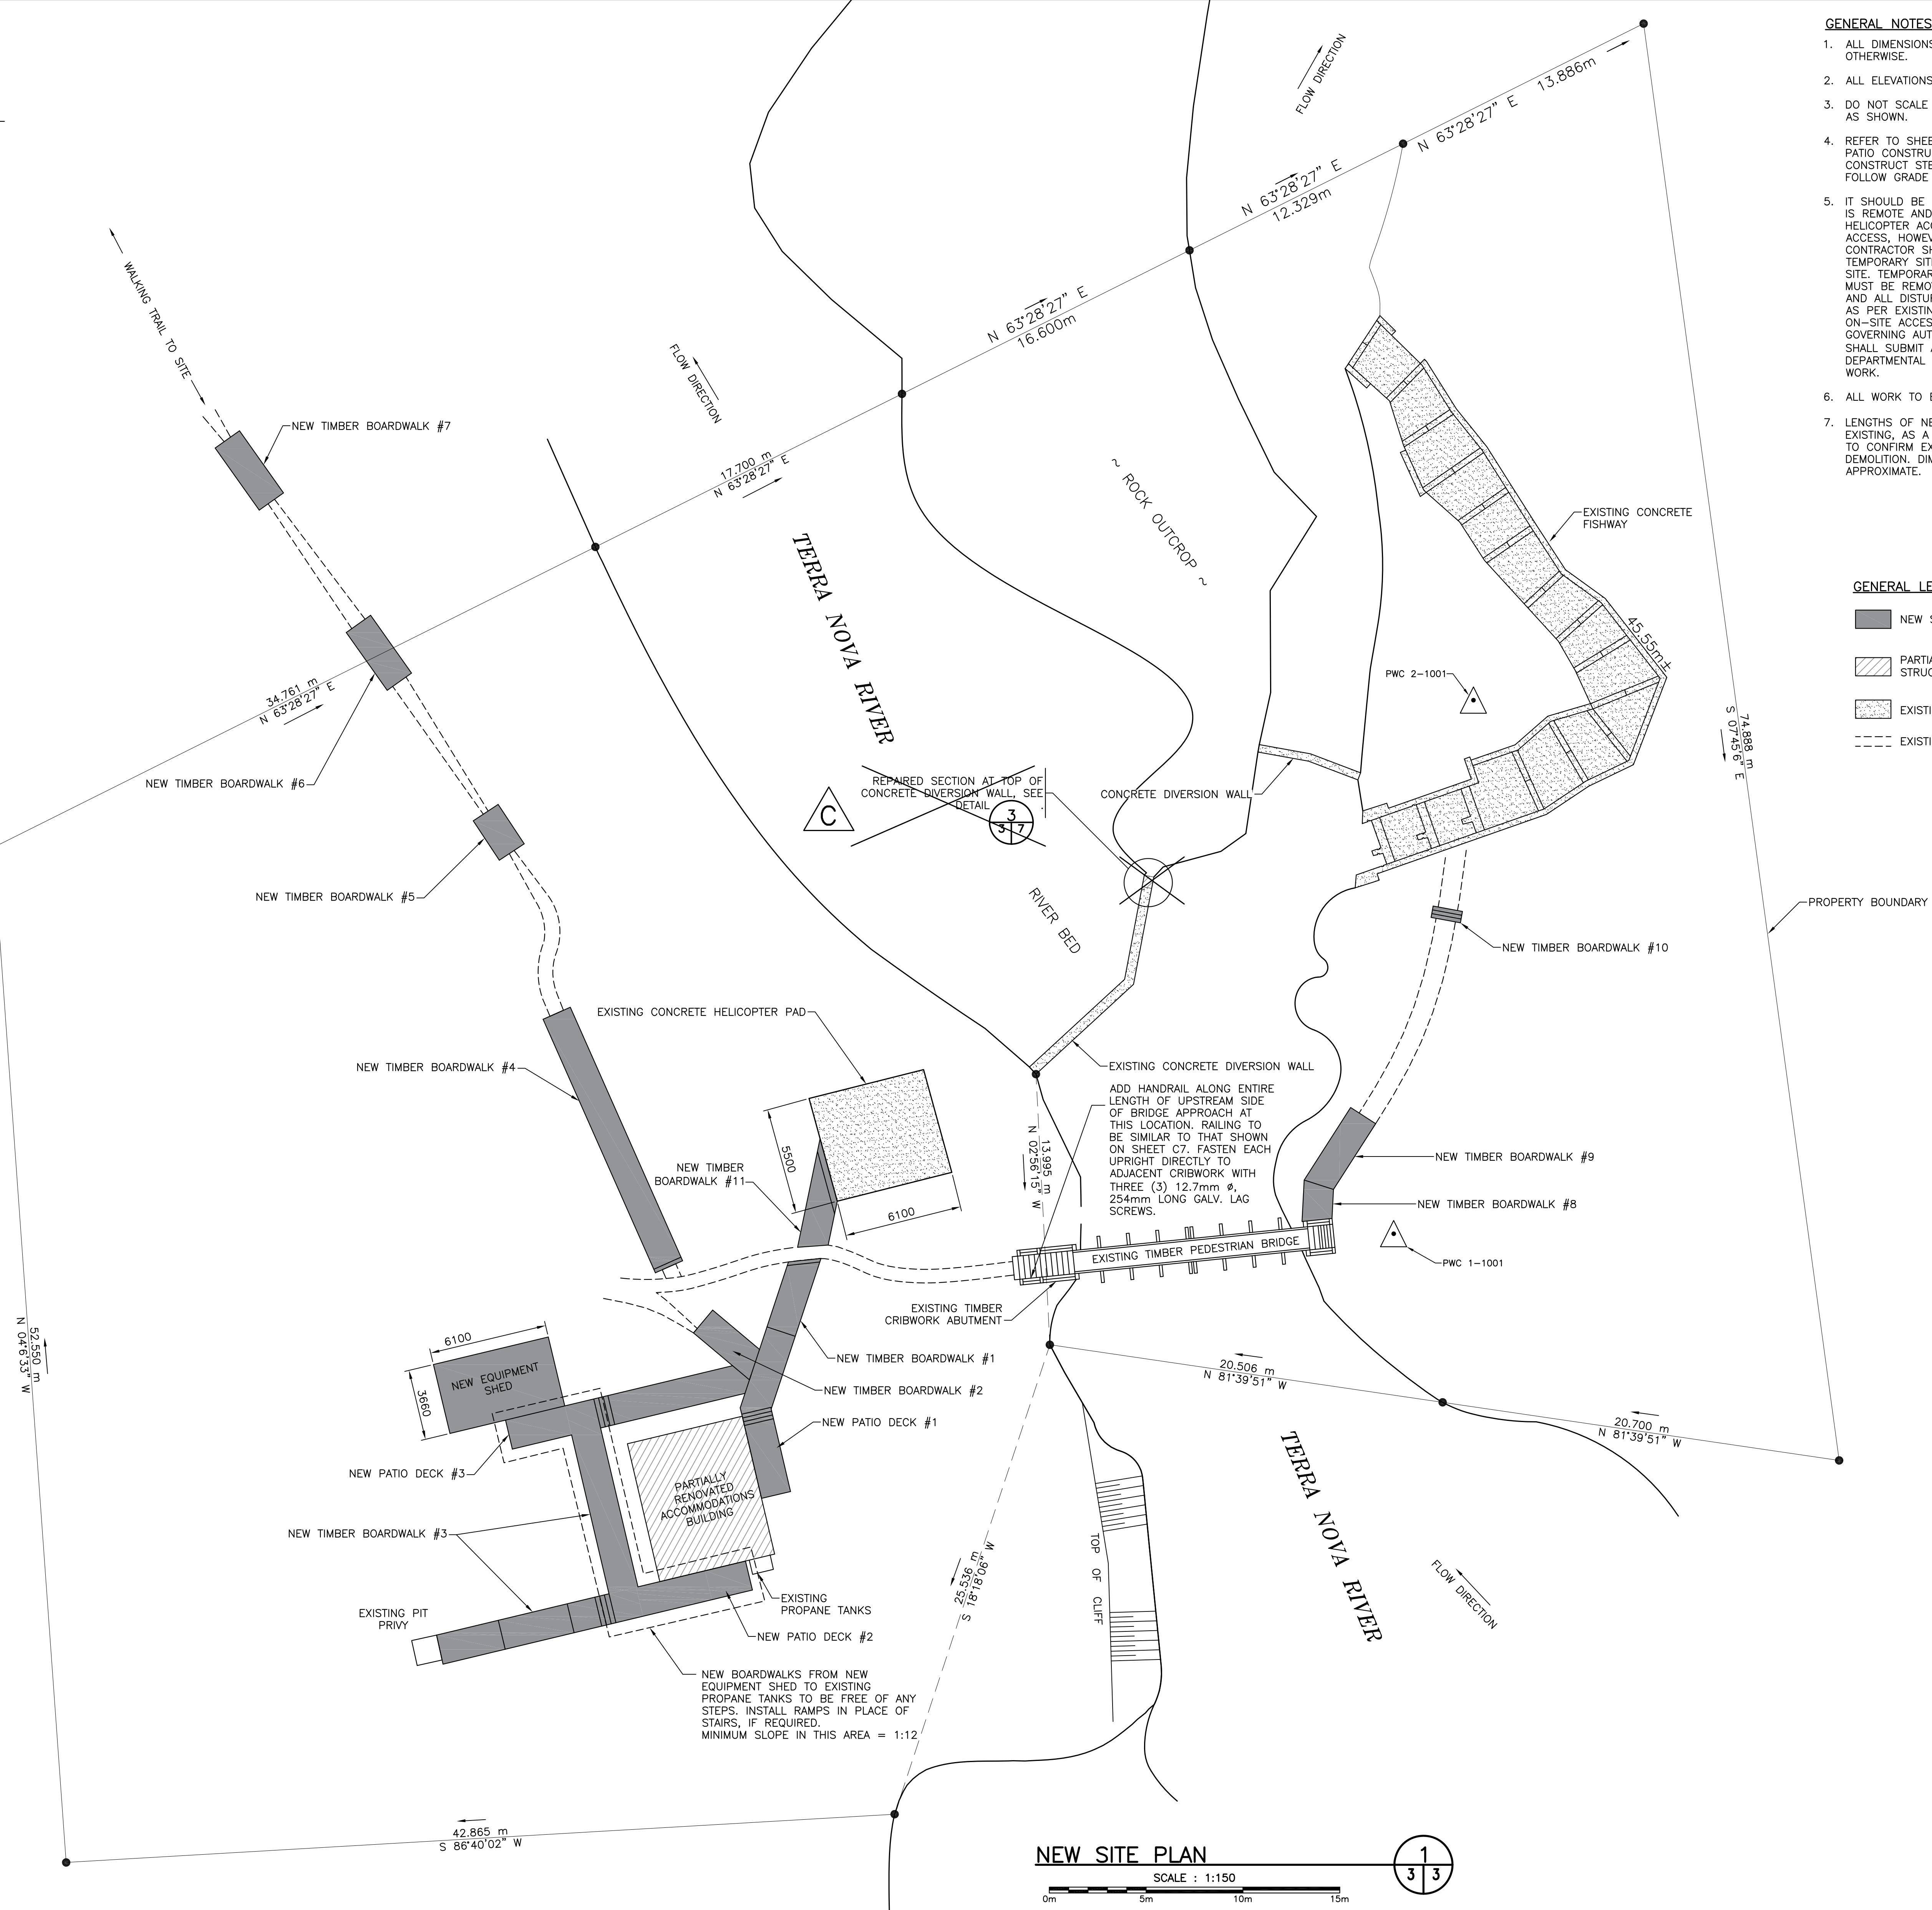 GENERAL NOTES
1. ALL DIMENSIONS
OTHERWISE.
2. ALL ELEVATIONS
3. DO NOT SCALE
AS SHOWN.
4. REFER TO SHEE
PATIO CONSTRU
CONSTRUCT STE
FOLLOW GRADE
5. IT SHOULD BE
IS REMOTE AND
HELICOPTER ACC
ACCESS, HOWEV
CONTRACTOR SH
TEMPORARY SIT
SITE. TEMPORAR
MUST BE REMO
AND ALL DISTU
AS PER EXISTIN
ON-SITE ACCES
GOVERNING AUT
SHALL SUBMIT A
DEPARTMENTAL
WORK.
6. ALL WORK TO B
7. LENGTHS OF NE
EXISTING, AS A
TO CONFIRM EX
DEMOLITION. DIM
APPROXIMATE.
GENERAL LE
NEW S
PARTIA
STRUC
EXISTI
EXISTI
FLOW DIRECTION
N 63°28'27" E 13.886m
N 63°28'27" E
12.329m
N 63°28'27" E
16.600m
17.700 m
N 63°28'27" E
34.761 m
N 63°28'27" E
WALKING TRAIL TO SITE
FLOW DIRECTION
NEW TIMBER BOARDWALK #7
~ ROCK OUTCROP ~
EXISTING CONCRETE
FISHWAY
TERRA NOVA RIVER
45.55m±
PWC 2-1001
74.888 m
S 07°45'6" E
NEW TIMBER BOARDWALK #6
REPAIRED SECTION AT TOP OF
CONCRETE DIVERSION WALL, SEE
DETAIL
C
3
3 7
CONCRETE DIVERSION WALL
NEW TIMBER BOARDWALK #5
RIVER BED
PROPERTY BOUNDARY
NEW TIMBER BOARDWALK #10
EXISTING CONCRETE HELICOPTER PAD
NEW TIMBER BOARDWALK #4
EXISTING CONCRETE DIVERSION WALL
ADD HANDRAIL ALONG ENTIRE
LENGTH OF UPSTREAM SIDE
OF BRIDGE APPROACH AT
THIS LOCATION. RAILING TO
BE SIMILAR TO THAT SHOWN
ON SHEET C7. FASTEN EACH
UPRIGHT DIRECTLY TO
ADJACENT CRIBWORK WITH
THREE (3) 12.7mm ø,
254mm LONG GALV. LAG
SCREWS.
13.995 m
N 02°56'15" W
5500
6100
NEW TIMBER
BOARDWALK #11
NEW TIMBER BOARDWALK #9
NEW TIMBER BOARDWALK #8
EXISTING TIMBER PEDESTRIAN BRIDGE
PWC 1-1001
EXISTING TIMBER
CRIBWORK ABUTMENT
6100
3660
NEW EQUIPMENT
SHED
NEW TIMBER BOARDWALK #1
NEW TIMBER BOARDWALK #2
NEW PATIO DECK #1
52.550 m
N 04°6'33" W
20.506 m
N 81°39'51" W
20.700 m
N 81°39'51" W
NEW PATIO DECK #3
PARTIALLY
RENOVATED
ACCOMMODATIONS
BUILDING
NEW TIMBER BOARDWALK #3
TERRA NOVA RIVER
TOP OF CLIFF
25.536 m
S 18°18'06" W
FLOW DIRECTION
EXISTING PIT
PRIVY
EXISTING
PROPANE TANKS
NEW PATIO DECK #2
NEW BOARDWALKS FROM NEW
EQUIPMENT SHED TO EXISTING
PROPANE TANKS TO BE FREE OF ANY
STEPS. INSTALL RAMPS IN PLACE OF
STAIRS, IF REQUIRED.
MINIMUM SLOPE IN THIS AREA = 1:12
42.865 m
S 86°40'02" W
NEW SITE PLAN
1
3 3
SCALE : 1:150
0m 5m 10m 15m